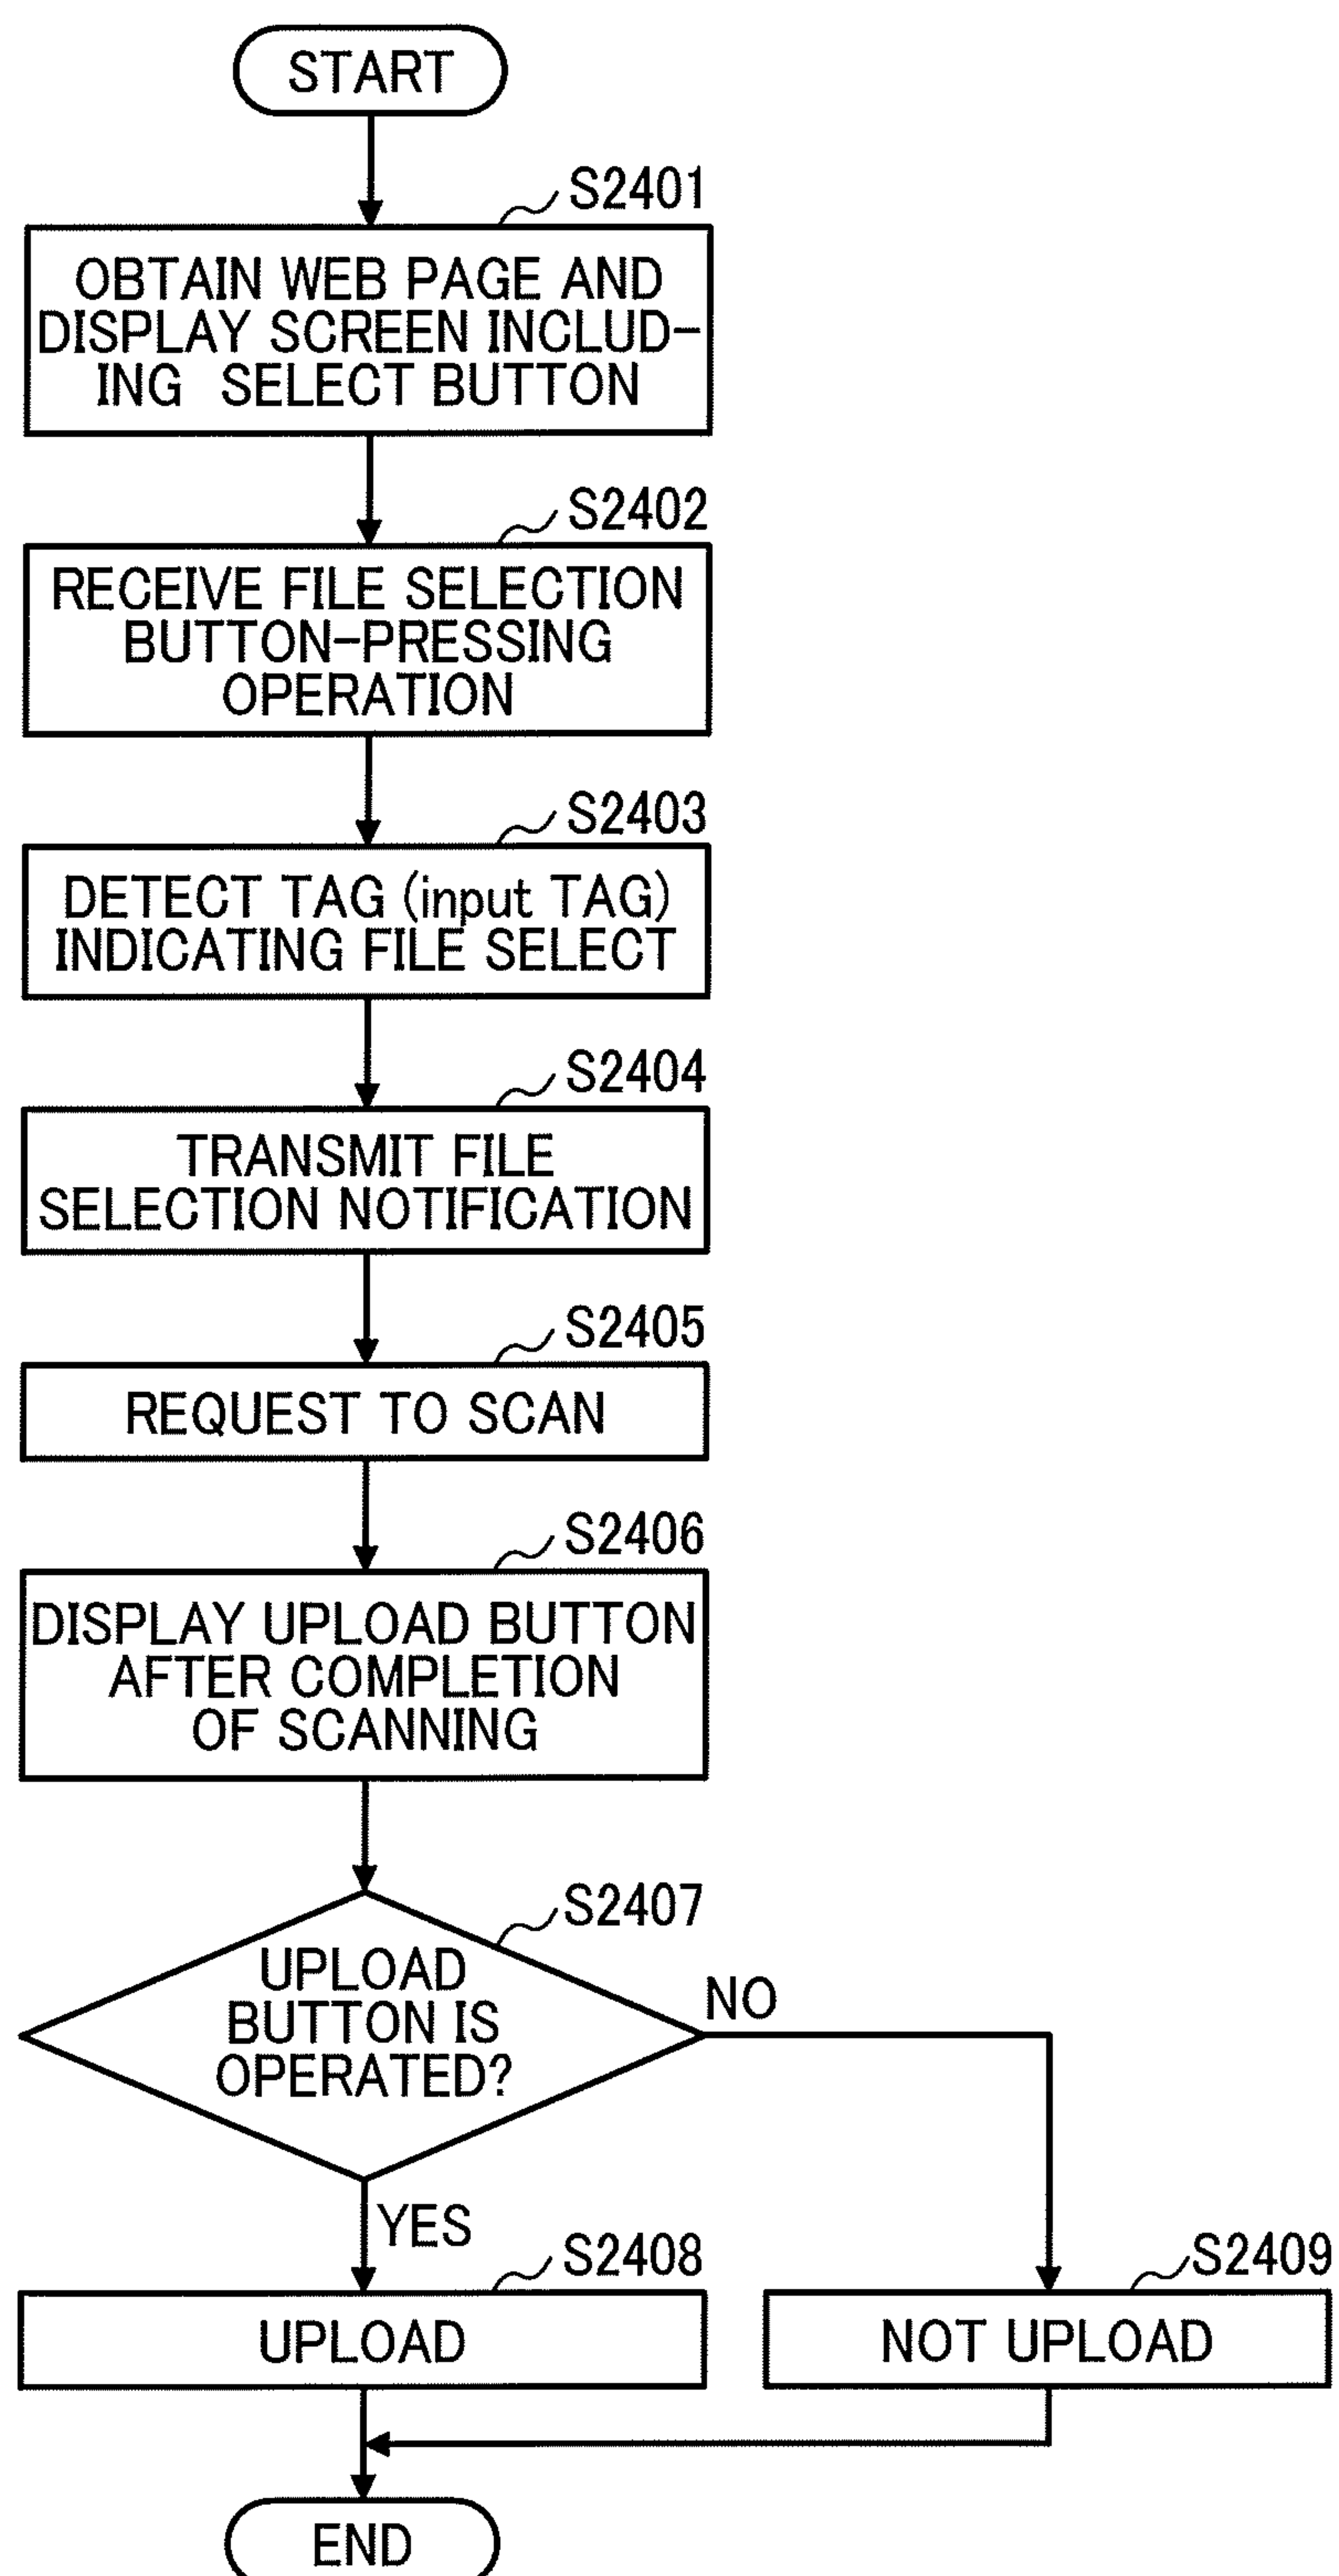 START
S2401
OBTAIN WEB PAGE AND
DISPLAY SCREEN INCLUD-
ING SELECT BUTTON
S2402
RECEIVE FILE SELECTION
BUTTON-PRESSING
OPERATION
S2403
DETECT TAG (input TAG)
INDICATING FILE SELECT
S2404
TRANSMIT FILE
SELECTION NOTIFICATION
S2405
REQUEST TO SCAN
S2406
DISPLAY UPLOAD BUTTON
AFTER COMPLETION
OF SCANNING
S2407
UPLOAD
BUTTON IS
OPERATED?
NO
YES
S2408
UPLOAD
S2409
NOT UPLOAD
END